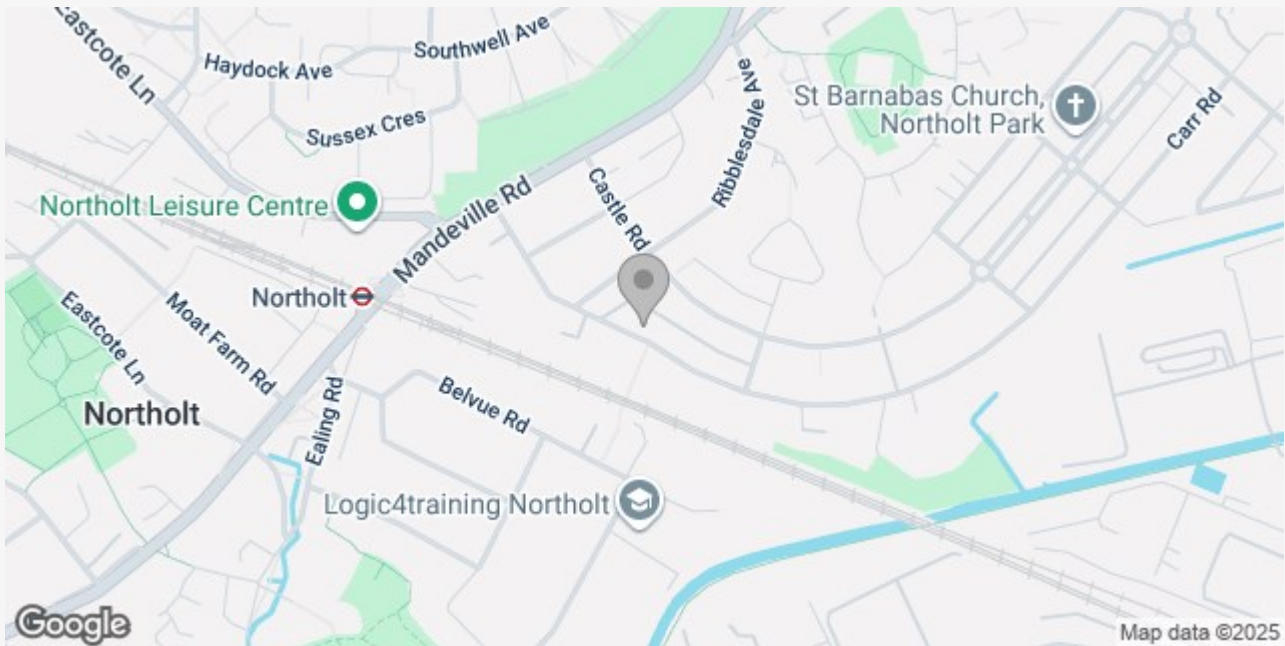 Eastcote Ln
Haydock Ave
Southwell Ave
Sussex Cres
Ribblesdale Ave
St Barnabas Church,
Northolt Park
Carr Rd
Northolt Leisure Centre
Mandeville Rd
Castle Rd
Northolt
Eastcote Ln
Moat Farm Rd
Northolt
Ealing Rd
Belvue Rd
Logic4training Northolt
Google
Map data ©2025